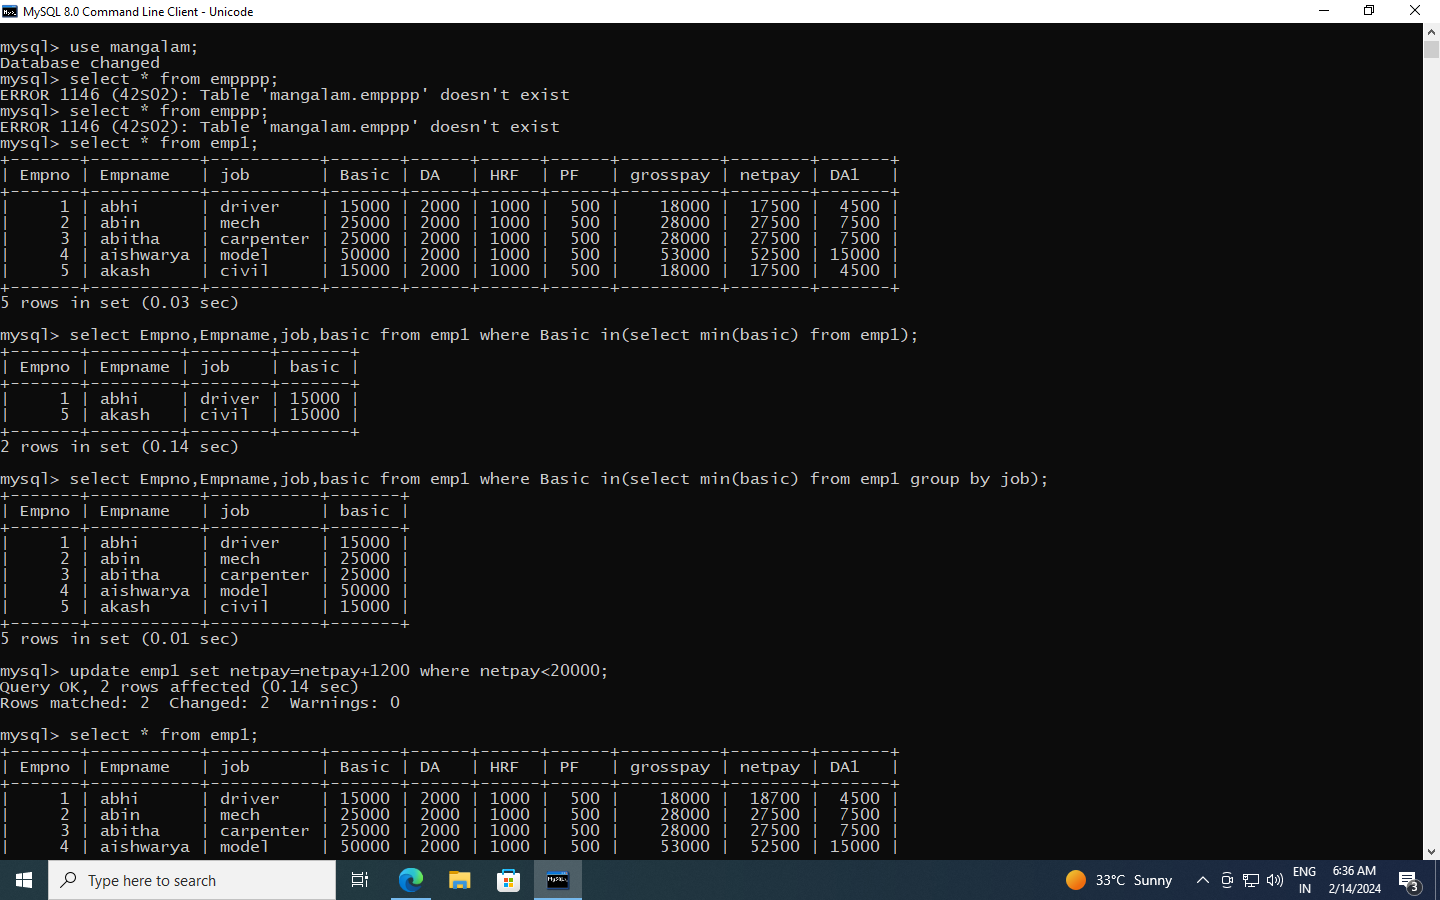 MySQL 8.0 Command Line Client - Unicode
mysql> use mangalam;
Database changed
mysql> select * from empppp;
ERROR 1146 (42S02): Table 'mangalam.empppp' doesn't exist
mysql> select * from emppp;
ERROR 1146 (42S02): Table 'mangalam.emppp' doesn't exist
mysql> select * from emp1;
+-------+-----------+-----------+-------+------+------+------+----------+--------+-------+
| Empno | Empname   | job       | Basic | DA   | HRF  | PF   | grosspay | netpay | DA1   |
+-------+-----------+-----------+-------+------+------+------+----------+--------+-------+
|     1 | abhi      | driver    | 15000 | 2000 | 1000 |  500 |    18000 |  17500 |  4500 |
|     2 | abin      | mech      | 25000 | 2000 | 1000 |  500 |    28000 |  27500 |  7500 |
|     3 | abitha    | carpenter | 25000 | 2000 | 1000 |  500 |    28000 |  27500 |  7500 |
|     4 | aishwarya | model     | 50000 | 2000 | 1000 |  500 |    53000 |  52500 | 15000 |
|     5 | akash     | civil     | 15000 | 2000 | 1000 |  500 |    18000 |  17500 |  4500 |
+-------+-----------+-----------+-------+------+------+------+----------+--------+-------+
5 rows in set (0.03 sec)
mysql> select Empno,Empname,job,basic from emp1 where Basic in(select min(basic) from emp1);
+-------+---------+--------+-------+
| Empno | Empname | job    | basic |
+-------+---------+--------+-------+
|     1 | abhi    | driver | 15000 |
|     5 | akash   | civil  | 15000 |
+-------+---------+--------+-------+
2 rows in set (0.14 sec)
mysql> select Empno,Empname,job,basic from emp1 where Basic in(select min(basic) from emp1 group by job);
+-------+-----------+-----------+-------+
| Empno | Empname   | job       | basic |
+-------+-----------+-----------+-------+
|     1 | abhi      | driver    | 15000 |
|     2 | abin      | mech      | 25000 |
|     3 | abitha    | carpenter | 25000 |
|     4 | aishwarya | model     | 50000 |
|     5 | akash     | civil     | 15000 |
+-------+-----------+-----------+-------+
5 rows in set (0.01 sec)
mysql> update emp1 set netpay=netpay+1200 where netpay<20000;
Query OK, 2 rows affected (0.14 sec)
Rows matched: 2  Changed: 2  Warnings: 0
mysql> select * from emp1;
+-------+-----------+-----------+-------+------+------+------+----------+--------+-------+
| Empno | Empname   | job       | Basic | DA   | HRF  | PF   | grosspay | netpay | DA1   |
+-------+-----------+-----------+-------+------+------+------+----------+--------+-------+
|     1 | abhi      | driver    | 15000 | 2000 | 1000 |  500 |    18000 |  18700 |  4500 |
|     2 | abin      | mech      | 25000 | 2000 | 1000 |  500 |    28000 |  27500 |  7500 |
|     3 | abitha    | carpenter | 25000 | 2000 | 1000 |  500 |    28000 |  27500 |  7500 |
|     4 | aishwarya | model     | 50000 | 2000 | 1000 |  500 |    53000 |  52500 | 15000 |
Type here to search
33°C Sunny
ENG
IN
6:36 AM
2/14/2024
3